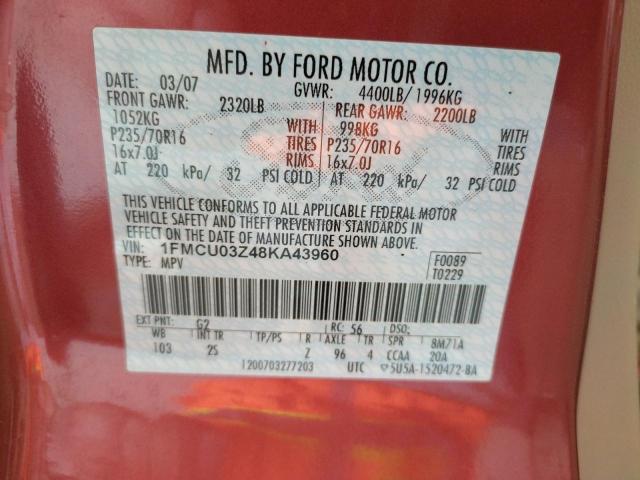 MFD. BY FORD MOTOR CO.
DATE: 03/07 GVWR: 4400LB/ 1996KG
FRONT GAWR: 2320LB REAR GAWR: 2200LB
1052KG WITH 998KG WITH
P235/70R16 TIRES P235/70R16 TIRES
16x7.0J RIMS 16x7.0J RIMS
AT 220 kPa/ 32 PSI COLD AT 220 kPa/ 32 PSI COLD
THIS VEHICLE CONFORMS TO ALL APPLICABLE FEDERAL MOTOR
VEHICLE SAFETY AND THEFT PREVENTION STANDARDS IN
EFFECT ON THE DATE OF MANUFACTURE SHOWN ABOVE.
VIN: 1FMCU03Z48KA43960 F0089
TYPE: MPV T0229
EXT PNT: G2 RC: 56 DSO:
WB INT TR TP/PS R AXLE TR SPR 8M71A
103 25 Z 96 4 CCAA 20A
1200703277203 UTC 5U5A-1520472-BA